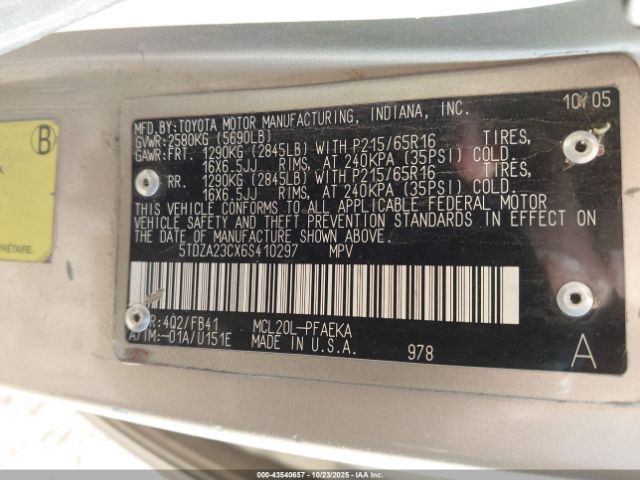 MFD.BY:TOYOTA MOTOR MANUFACTURING, INDIANA, INC. 10/05
GVWR:2580KG (5690LB)
GAWR:FRT. 1290KG (2845LB) WITH P215/65R16 TIRES,
16X6.5JJ RIMS, AT 240KPA (35PSI) COLD.
RR. 1290KG (2845LB) WITH P215/65R16 TIRES,
16X6.5JJ RIMS, AT 240KPA (35PSI) COLD.
THIS VEHICLE CONFORMS TO ALL APPLICABLE FEDERAL MOTOR
VEHICLE SAFETY AND THEFT PREVENTION STANDARDS IN EFFECT ON
THE DATE OF MANUFACTURE SHOWN ABOVE.
5TDZA23CX6S410297 MPV
R:4Q2/FB41 MCL20L-PFAEKA
A/TM:-01A/U151E MADE IN U.S.A. 978 A
B
PRIÉTAIRE.
000-43540657 - 10/23/2025 - IAAI.COM